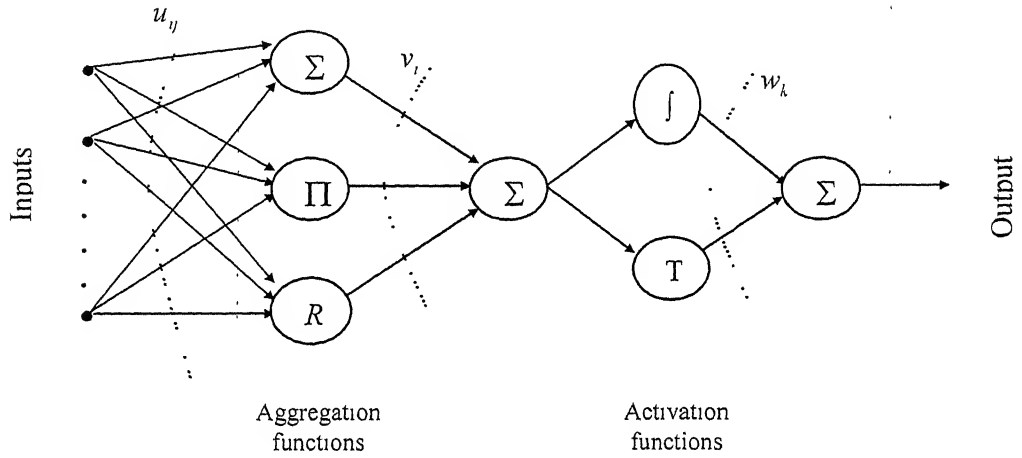 u_ij
Σ
v_i
∫
w_k
Inputs
Π
Σ
Σ
Output
T
R
Aggregation
functions
Activation
functions